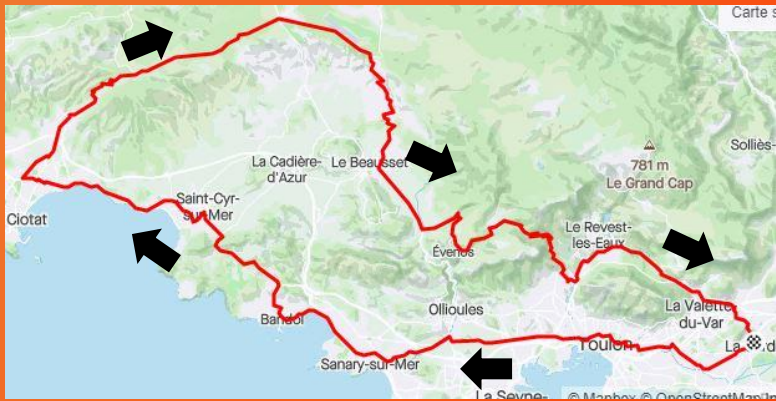 Carte s
Solliès-
781 m
Le Grand Cap
La Cadière-
d'Azur
Le Beausset
Saint-Cyr-
sur-Mer
Ciotat
Le Revest-
les-Eaux
Évenos
La Valette-
du-Var
Ollioules
Bandol
Toulon
La
Sanary-sur-Mer
La Seyne-
© Mapbox © OpenStreetMap